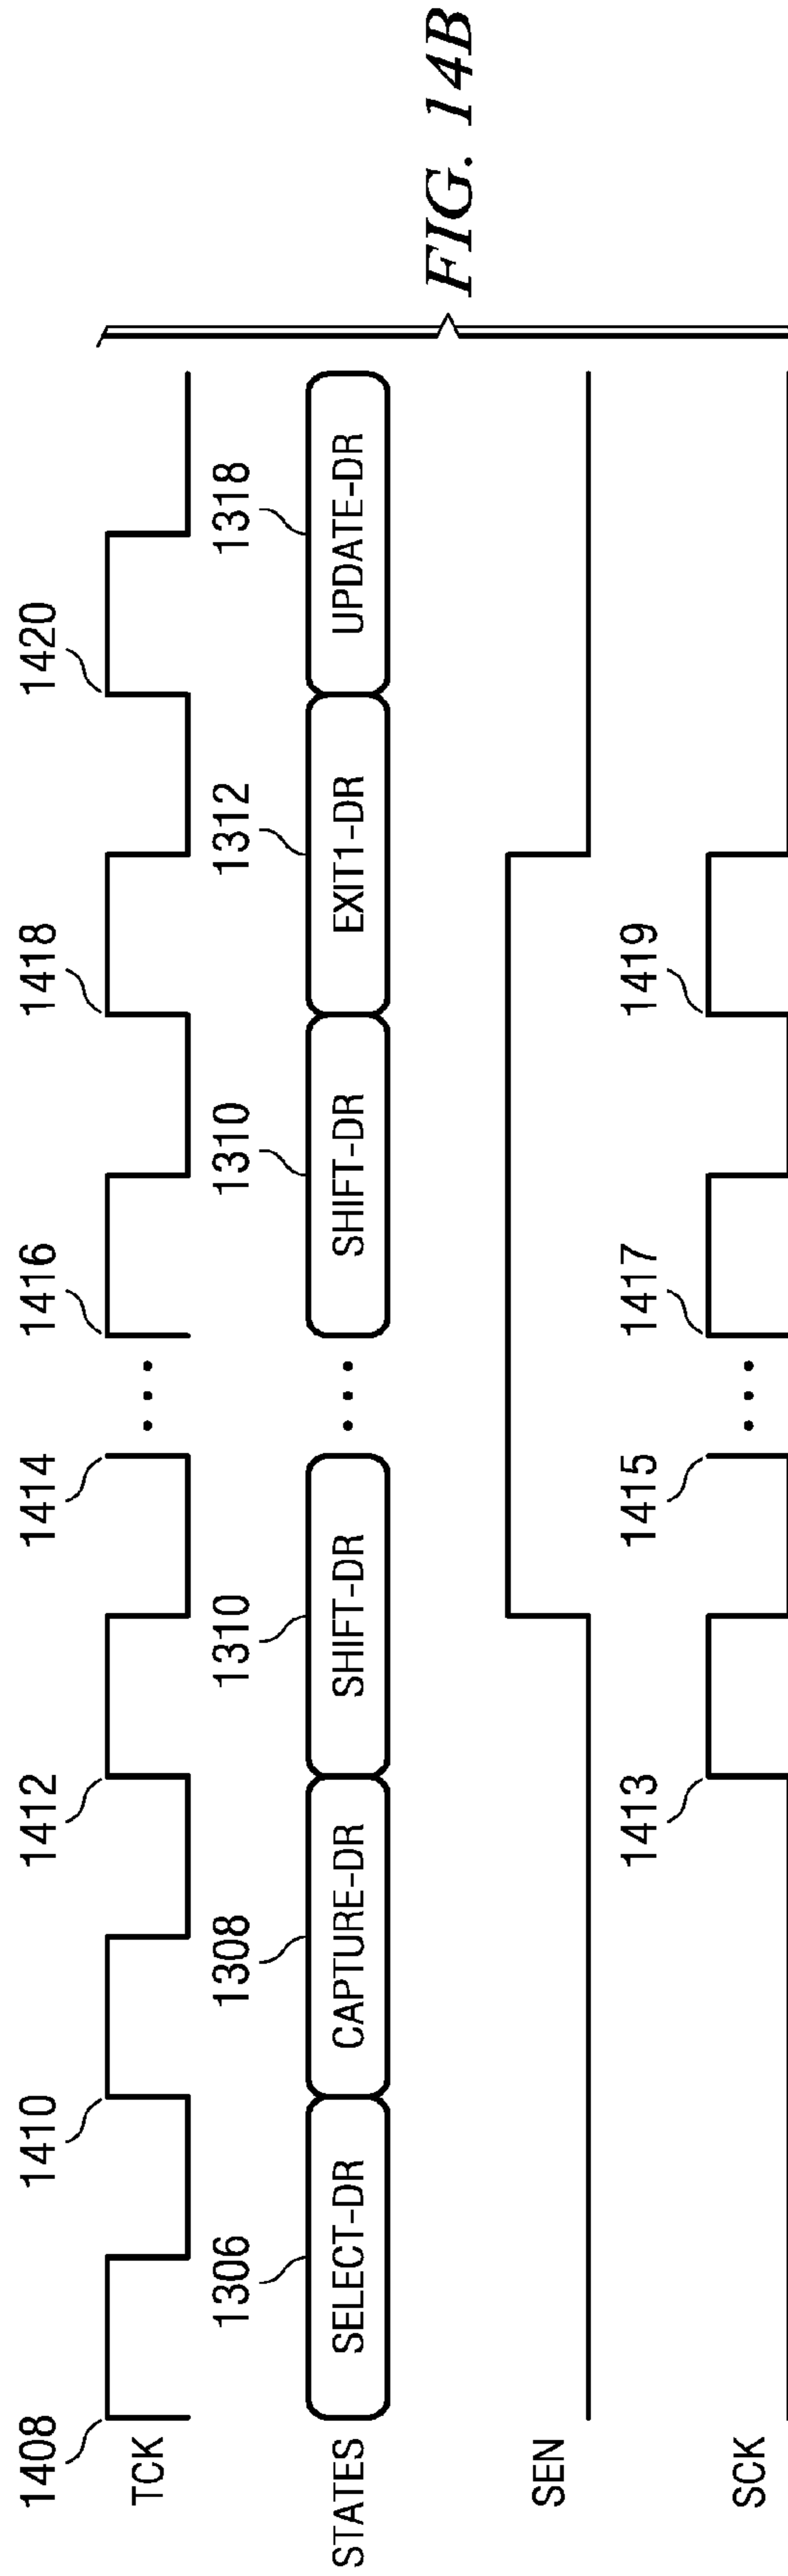 1408 1410 1412 1414 1416 1418 1420
TCK ...
1306 1308 1310 1310 1312 1318
STATES SELECT-DR CAPTURE-DR SHIFT-DR ... SHIFT-DR EXIT1-DR UPDATE-DR
SEN
1413 1415 1417 1419
SCK ...
FIG. 14B